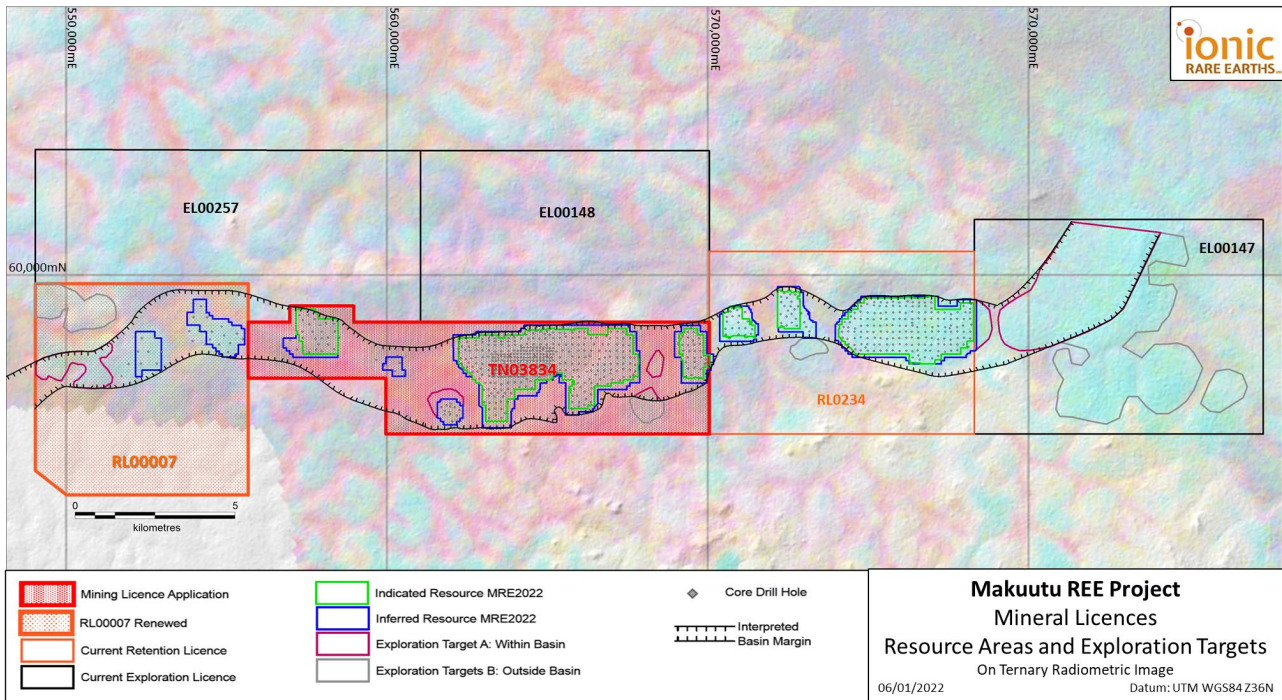 550,000mE
560,000mE
570,000mE
570,000mE
ionic
RARE EARTHS
EL00257
EL00148
EL00147
60,000mN
TN03834
RL0234
RL00007
0 5
kilometres
Mining Licence Application
RL00007 Renewed
Current Retention Licence
Current Exploration Licence
Indicated Resource MRE2022
Inferred Resource MRE2022
Exploration Target A: Within Basin
Exploration Targets B: Outside Basin
Core Drill Hole
Interpreted
Basin Margin
Makuutu REE Project
Mineral Licences
Resource Areas and Exploration Targets
On Ternary Radiometric Image
06/01/2022 Datum: UTM WGS84 Z36N